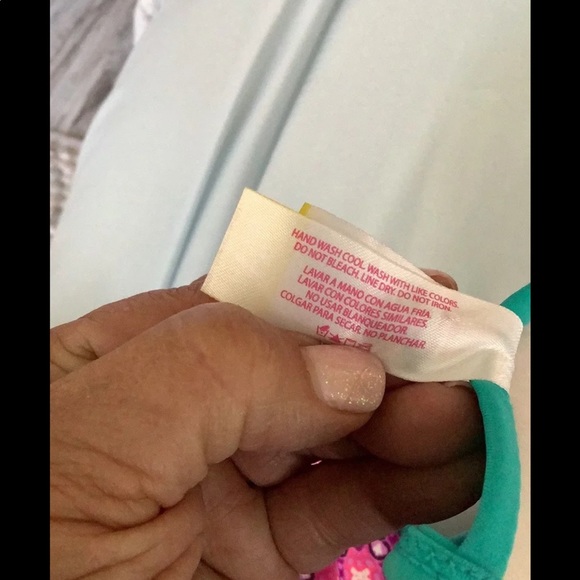 HAND WASH COOL. WASH WITH LIKE COLORS.
DO NOT BLEACH. LINE DRY. DO NOT IRON.
LAVAR A MANO CON AGUA FRIA.
LAVAR CON COLORES SIMILARES.
NO USAR BLANQUEADOR.
COLGAR PARA SECAR. NO PLANCHAR.